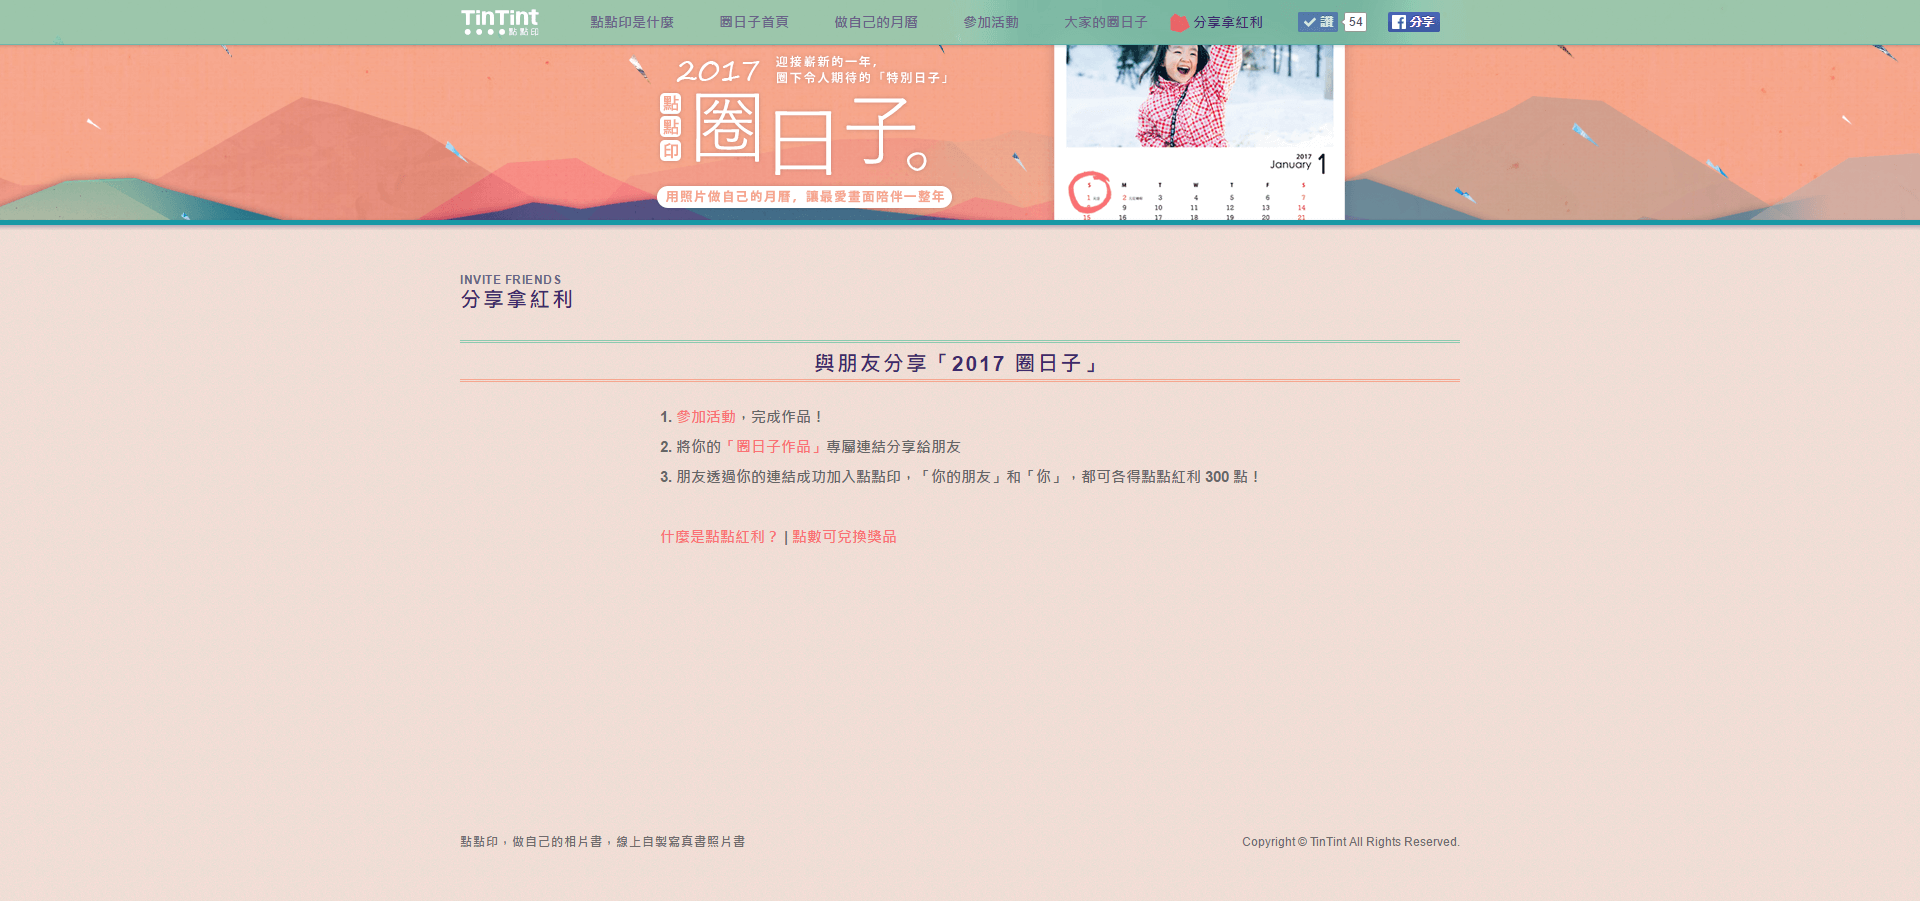 TinTint
點點印
點點印是什麼
圈日子首頁
做自己的月曆
參加活動
大家的圈日子
分享拿紅利
讚
54
分享
2017
迎接嶄新的一年,
圈下令人期待的「特別日子」
點點印
圈日子。
用照片做自己的月曆, 讓最愛畫面陪伴一整年
2017
January 1
S M T W T F S
1 2 3 4 5 6 7
9 10 11 12 13 14
15 16 17 18 19 20 21
INVITE FRIENDS
分享拿紅利
與朋友分享「2017 圈日子」
1. 參加活動，完成作品！
2. 將你的「圈日子作品」專屬連結分享給朋友
3. 朋友透過你的連結成功加入點點印，「你的朋友」和「你」，都可各得點點紅利 300 點！
什麼是點點紅利？ | 點數可兌換獎品
點點印，做自己的相片書，線上自製寫真書照片書
Copyright © TinTint All Rights Reserved.